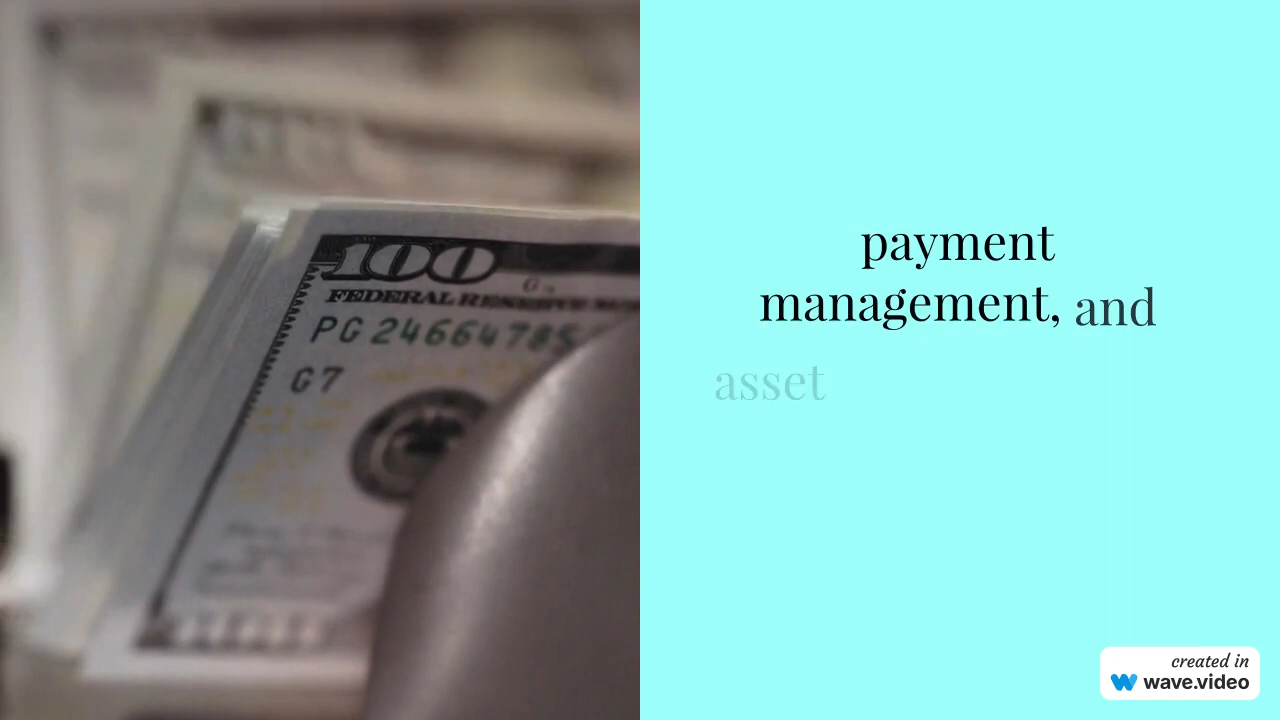 100
FEDERAL RESERVE
PG 24664785
G7
payment
management, and
asset
created in
wave.video